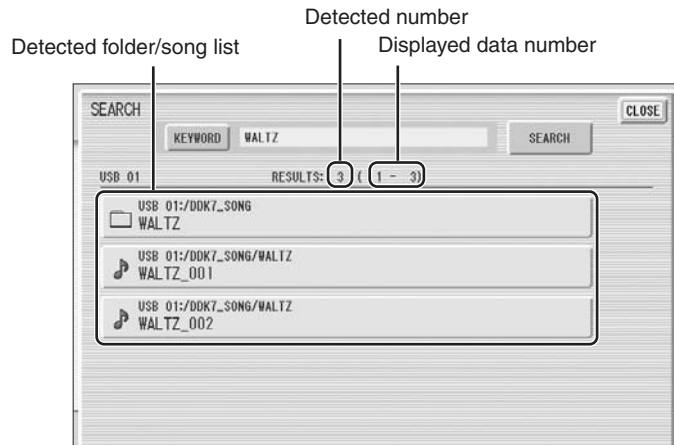 Detected number
Detected folder/song list
Displayed data number
SEARCH
CLOSE
KEYWORD WALTZ SEARCH
USB 01 RESULTS: 3 ( 1 - 3)
USB 01:/DDK7_SONG
WALTZ
USB 01:/DDK7_SONG/WALTZ
WALTZ_001
USB 01:/DDK7_SONG/WALTZ
WALTZ_002